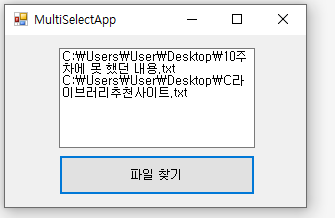 MultiSelectApp
C:₩Users₩User₩Desktop₩10주
차에 못 했던 내용.txt
C:₩Users₩User₩Desktop₩C라
이브러리추천사이트.txt
파일 찾기